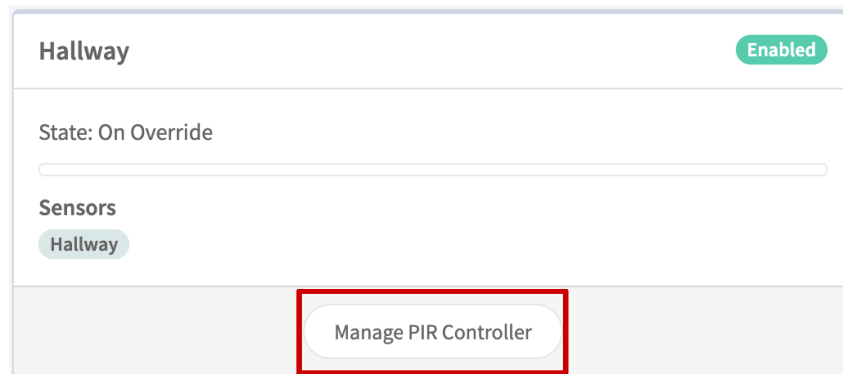 Hallway
Enabled
State: On Override
Sensors
Hallway
Manage PIR Controller